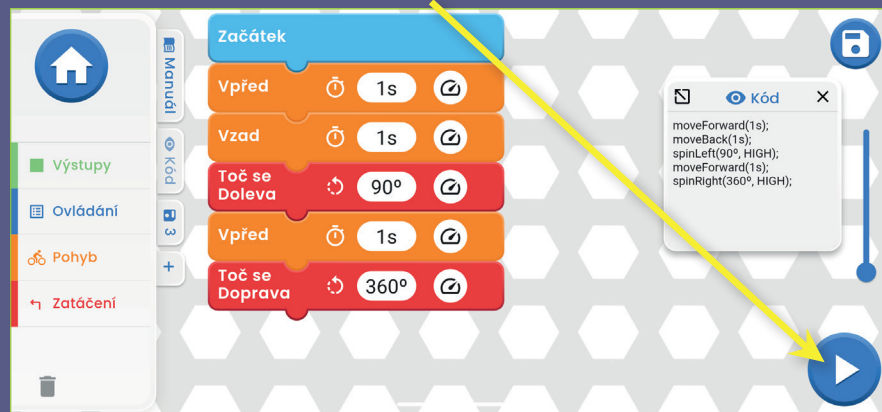 Výstupy
Ovládání
Pohyb
Zatáčení
Manuál
Kód
3
+
Začátek
Vpřed 1s
Vzad 1s
Toč se
Doleva 90º
Vpřed 1s
Toč se
Doprava 360º
Kód
moveForward(1s);
moveBack(1s);
spinLeft(90º, HIGH);
moveForward(1s);
spinRight(360º, HIGH);